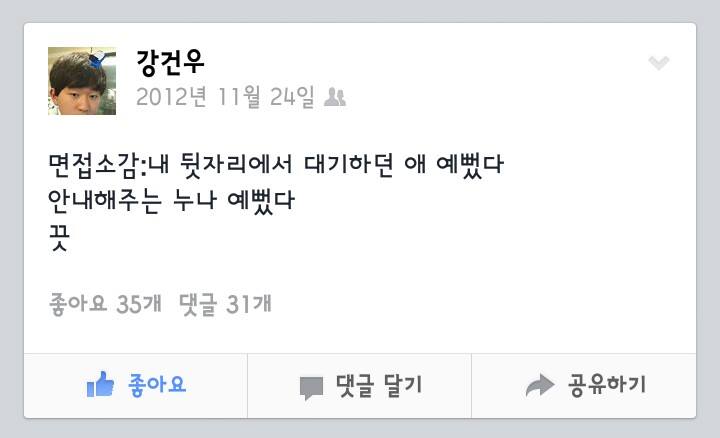 강건우
2012년 11월 24일
면접소감:내 뒷자리에서 대기하던 애 예뻤다
안내해주는 누나 예뻤다
끗
좋아요 35개 댓글 31개
좋아요 댓글 달기 공유하기